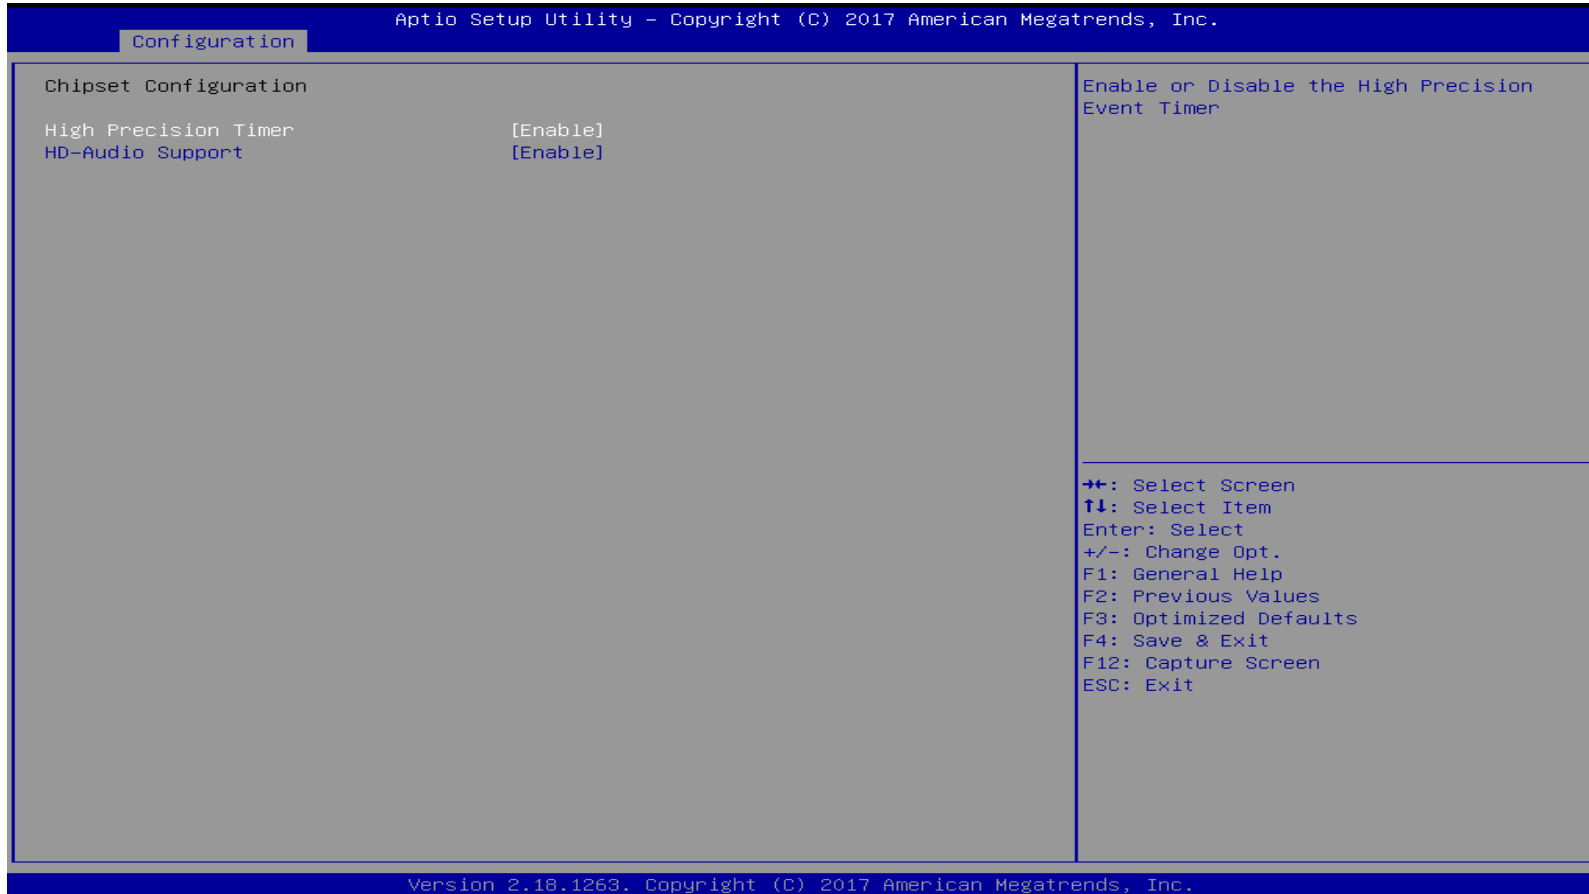 Aptio Setup Utility – Copyright (C) 2017 American Megatrends, Inc.
Configuration
Chipset Configuration
High Precision Timer [Enable]
HD-Audio Support [Enable]
Enable or Disable the High Precision
Event Timer
→←: Select Screen
↑↓: Select Item
Enter: Select
+/-: Change Opt.
F1: General Help
F2: Previous Values
F3: Optimized Defaults
F4: Save & Exit
F12: Capture Screen
ESC: Exit
Version 2.18.1263. Copyright (C) 2017 American Megatrends, Inc.